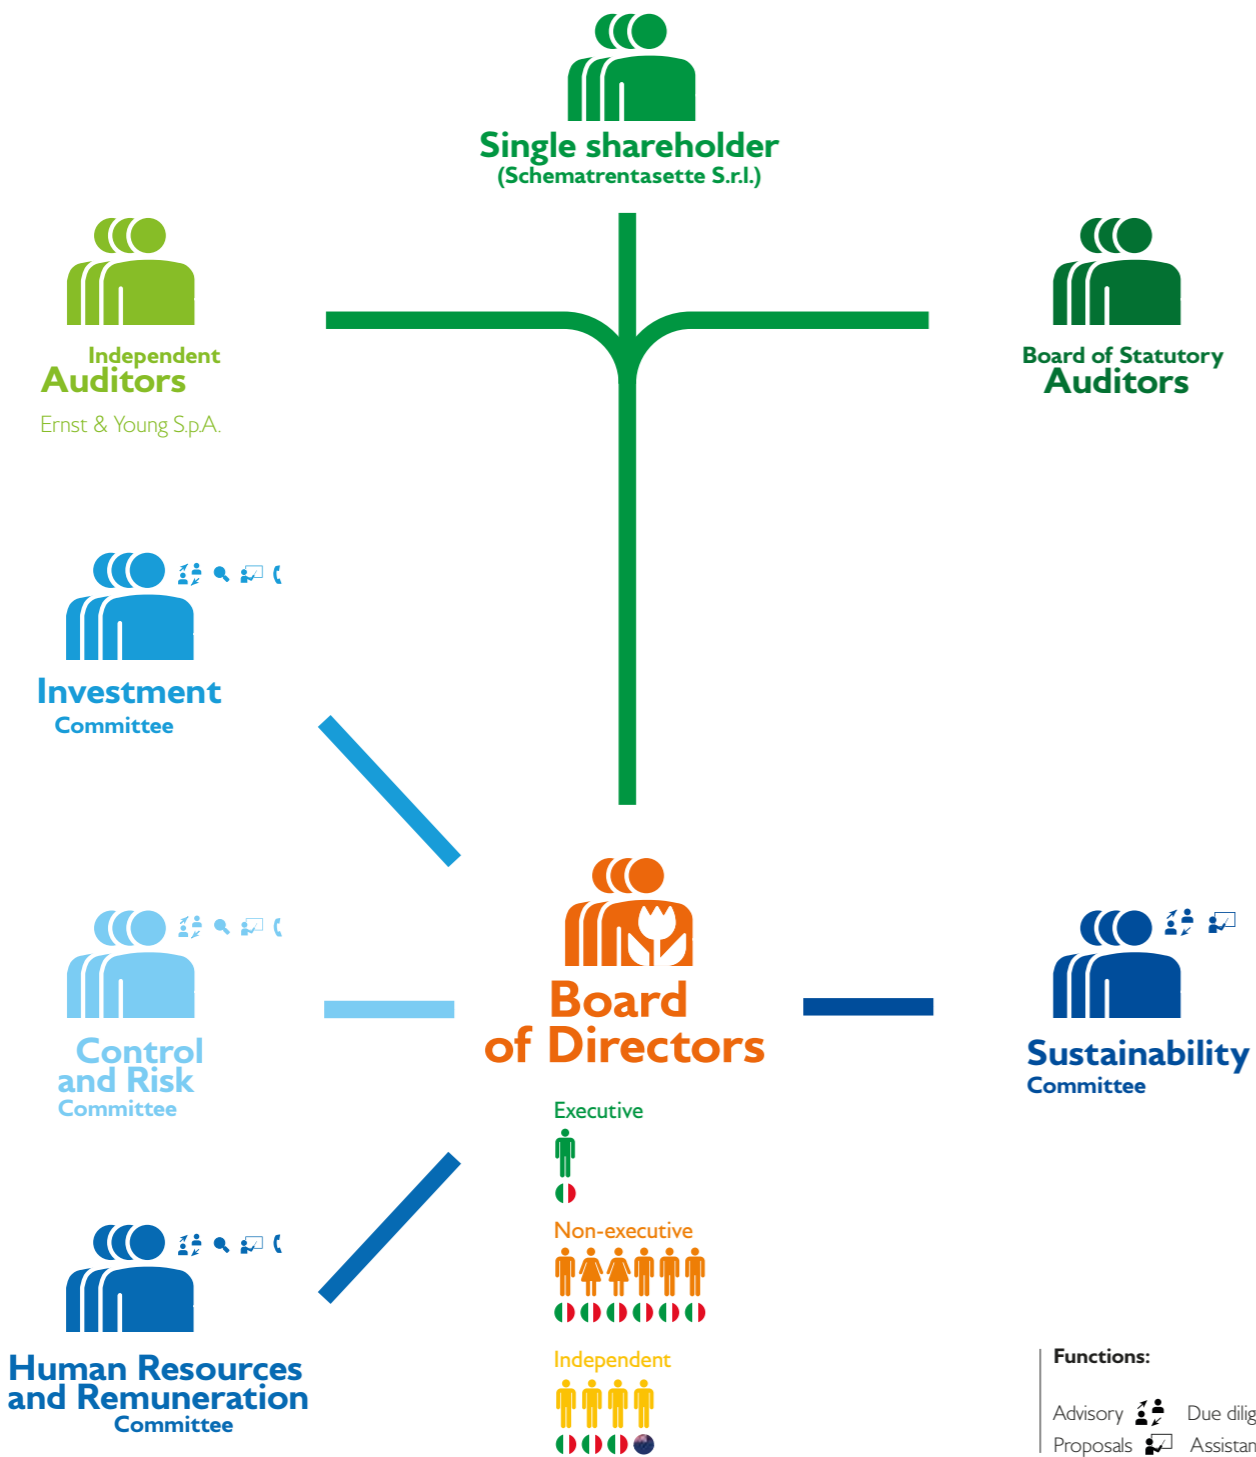 Single shareholder
(Schematrentasette S.r.l.)
Independent
Auditors
Ernst & Young S.p.A.
Board of Statutory
Auditors
Investment
Committee
Control
and Risk
Committee
Board
of Directors
Sustainability
Committee
Executive
Non-executive
Human Resources
and Remuneration
Committee
Independent
Functions:
Advisory Due
Proposals